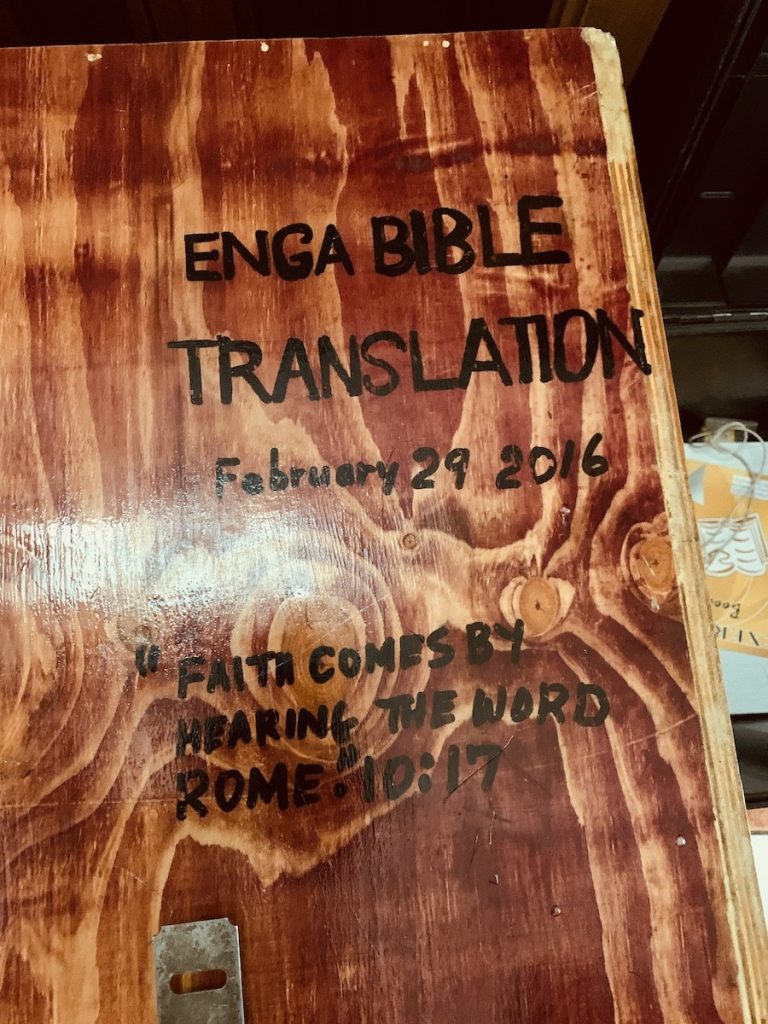 ENGA BIBLE
TRANSLATION
February 29 2016
" FAITH COMES BY
HEARING THE WORD
ROME." 10:17